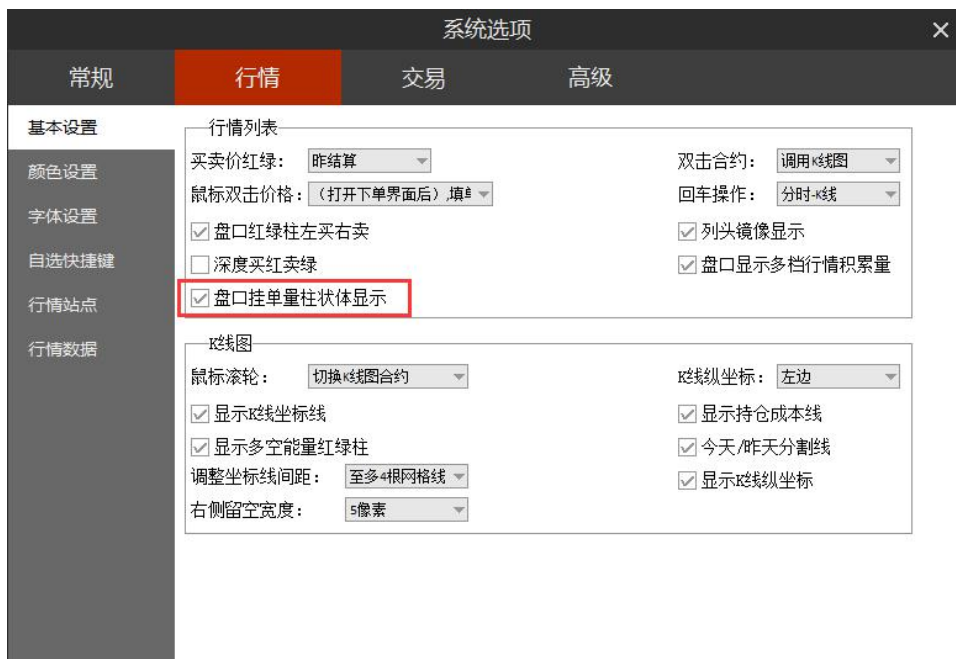 系统选项
常规 行情 交易 高级
基本设置
颜色设置
字体设置
自选快捷键
行情站点
行情数据
行情列表
买卖价红绿： 昨结算 双击合约： 调用K线图
鼠标双击价格： （打开下单界面后）,填单 回车操作： 分时-K线
盘口红绿柱左买右卖 列头镜像显示
深度买红卖绿 盘口显示多档行情积累量
盘口挂单量柱状体显示
K线图
鼠标滚轮： 切换K线图合约 K线纵坐标： 左边
显示K线坐标线 显示持仓成本线
显示多空能量红绿柱 今天/昨天分割线
调整坐标线间距： 至多4根网格线 显示K线纵坐标
右侧留空宽度： 5像素